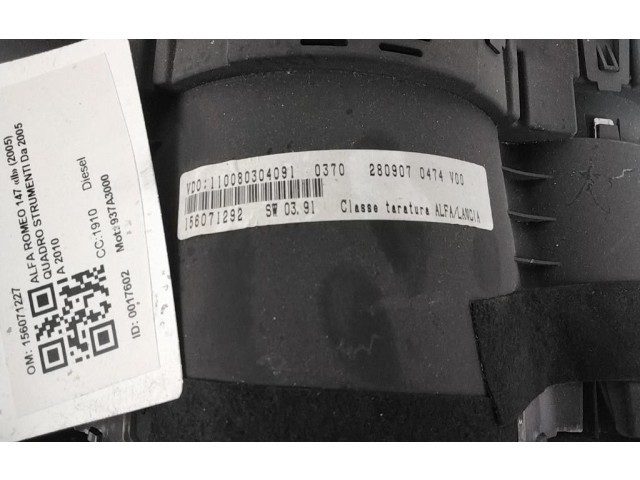 OM: 156071227
ALFA ROMEO 147 «II» (2005)
QUADRO STRUMENTI Da 2005
A 2010
CC:1910 Diesel
ID: 0017602 Mot:937A3000
VDO:110080304091 0370 280907 0474 V00
156071292 SW 03.91 Classe taratura ALFA/LANCIA